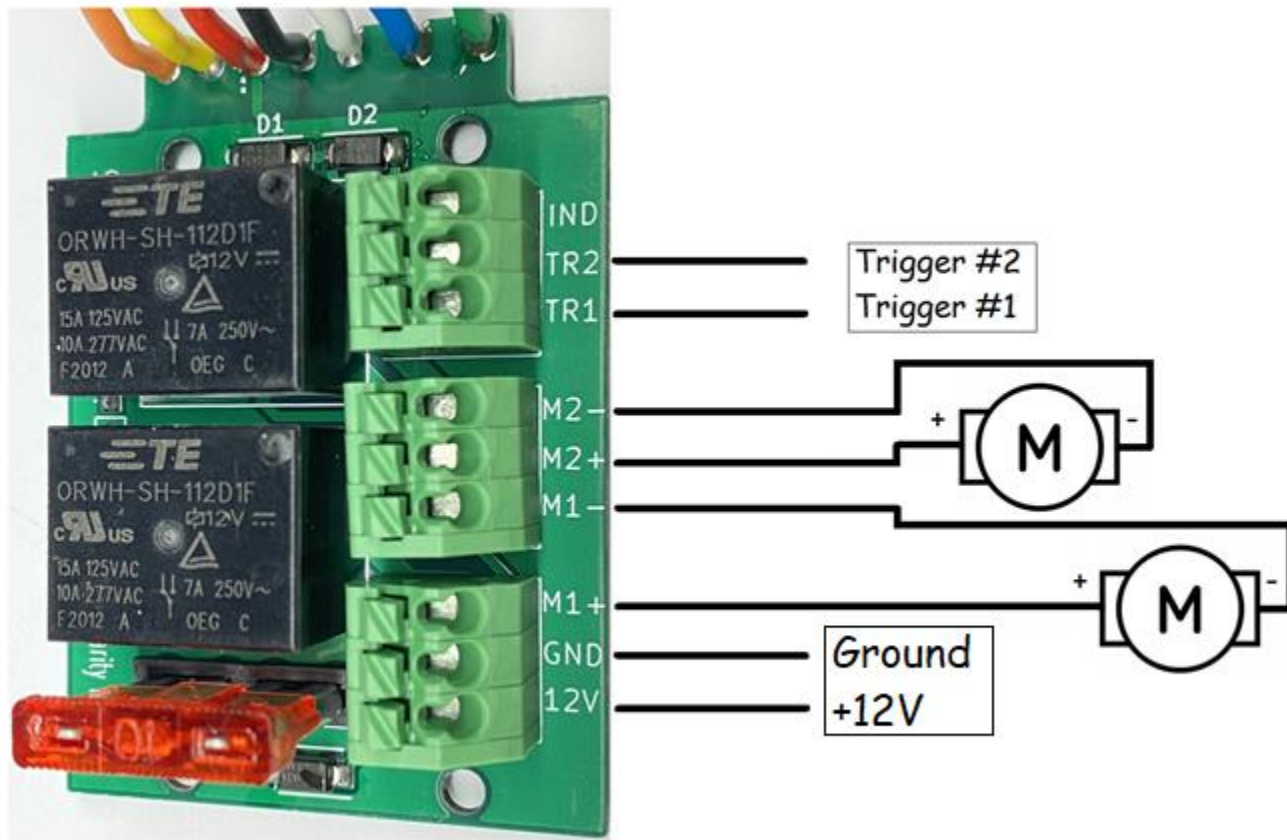 D1 D2
TE
ORWH-SH-112D1F
12V
c RU US
15A 125VAC
7A 250V~
10A 277VAC
F2012 A
OEG C
TE
ORWH-SH-112D1F
12V
c RU US
15A 125VAC
7A 250V~
10A 277VAC
F2012 A
OEG C
10
IND
TR2
TR1
M2-
M2+
M1-
M1+
GND
12V
Trigger #2
Trigger #1
+ M -
+ M -
Ground
+12V